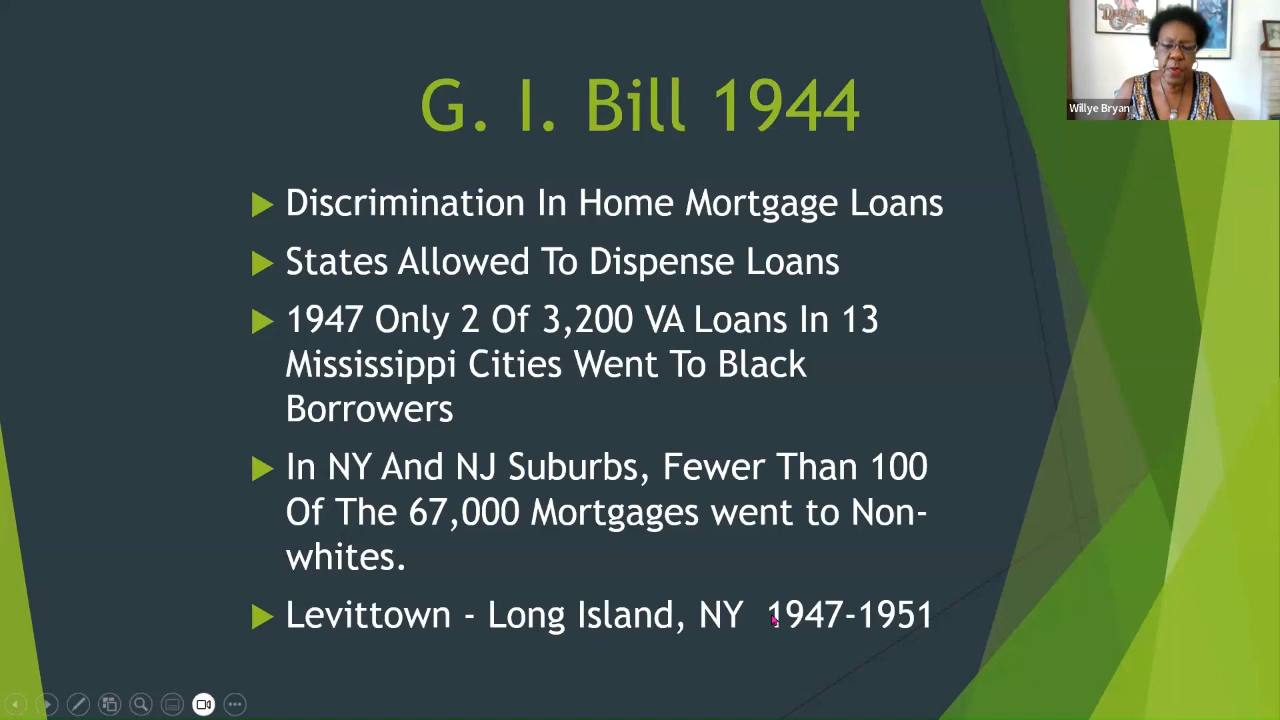 G. I. Bill 1944
Willye Bryan
Discrimination In Home Mortgage Loans
States Allowed To Dispense Loans
1947 Only 2 Of 3,200 VA Loans In 13
Mississippi Cities Went To Black
Borrowers
In NY And NJ Suburbs, Fewer Than 100
Of The 67,000 Mortgages went to Non-
whites.
Levittown - Long Island, NY 1947-1951